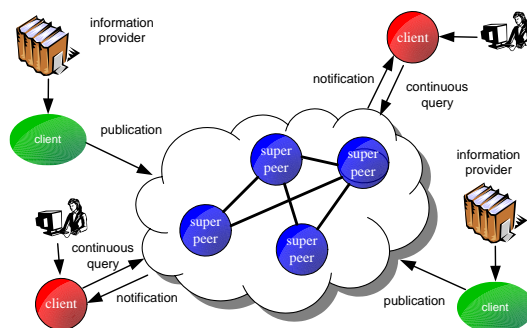 information
provider
client
notification
continuous
query
client
publication
super
peer
super
peer
information
provider
super
peer
super
peer
continuous
query
client
notification
publication
client